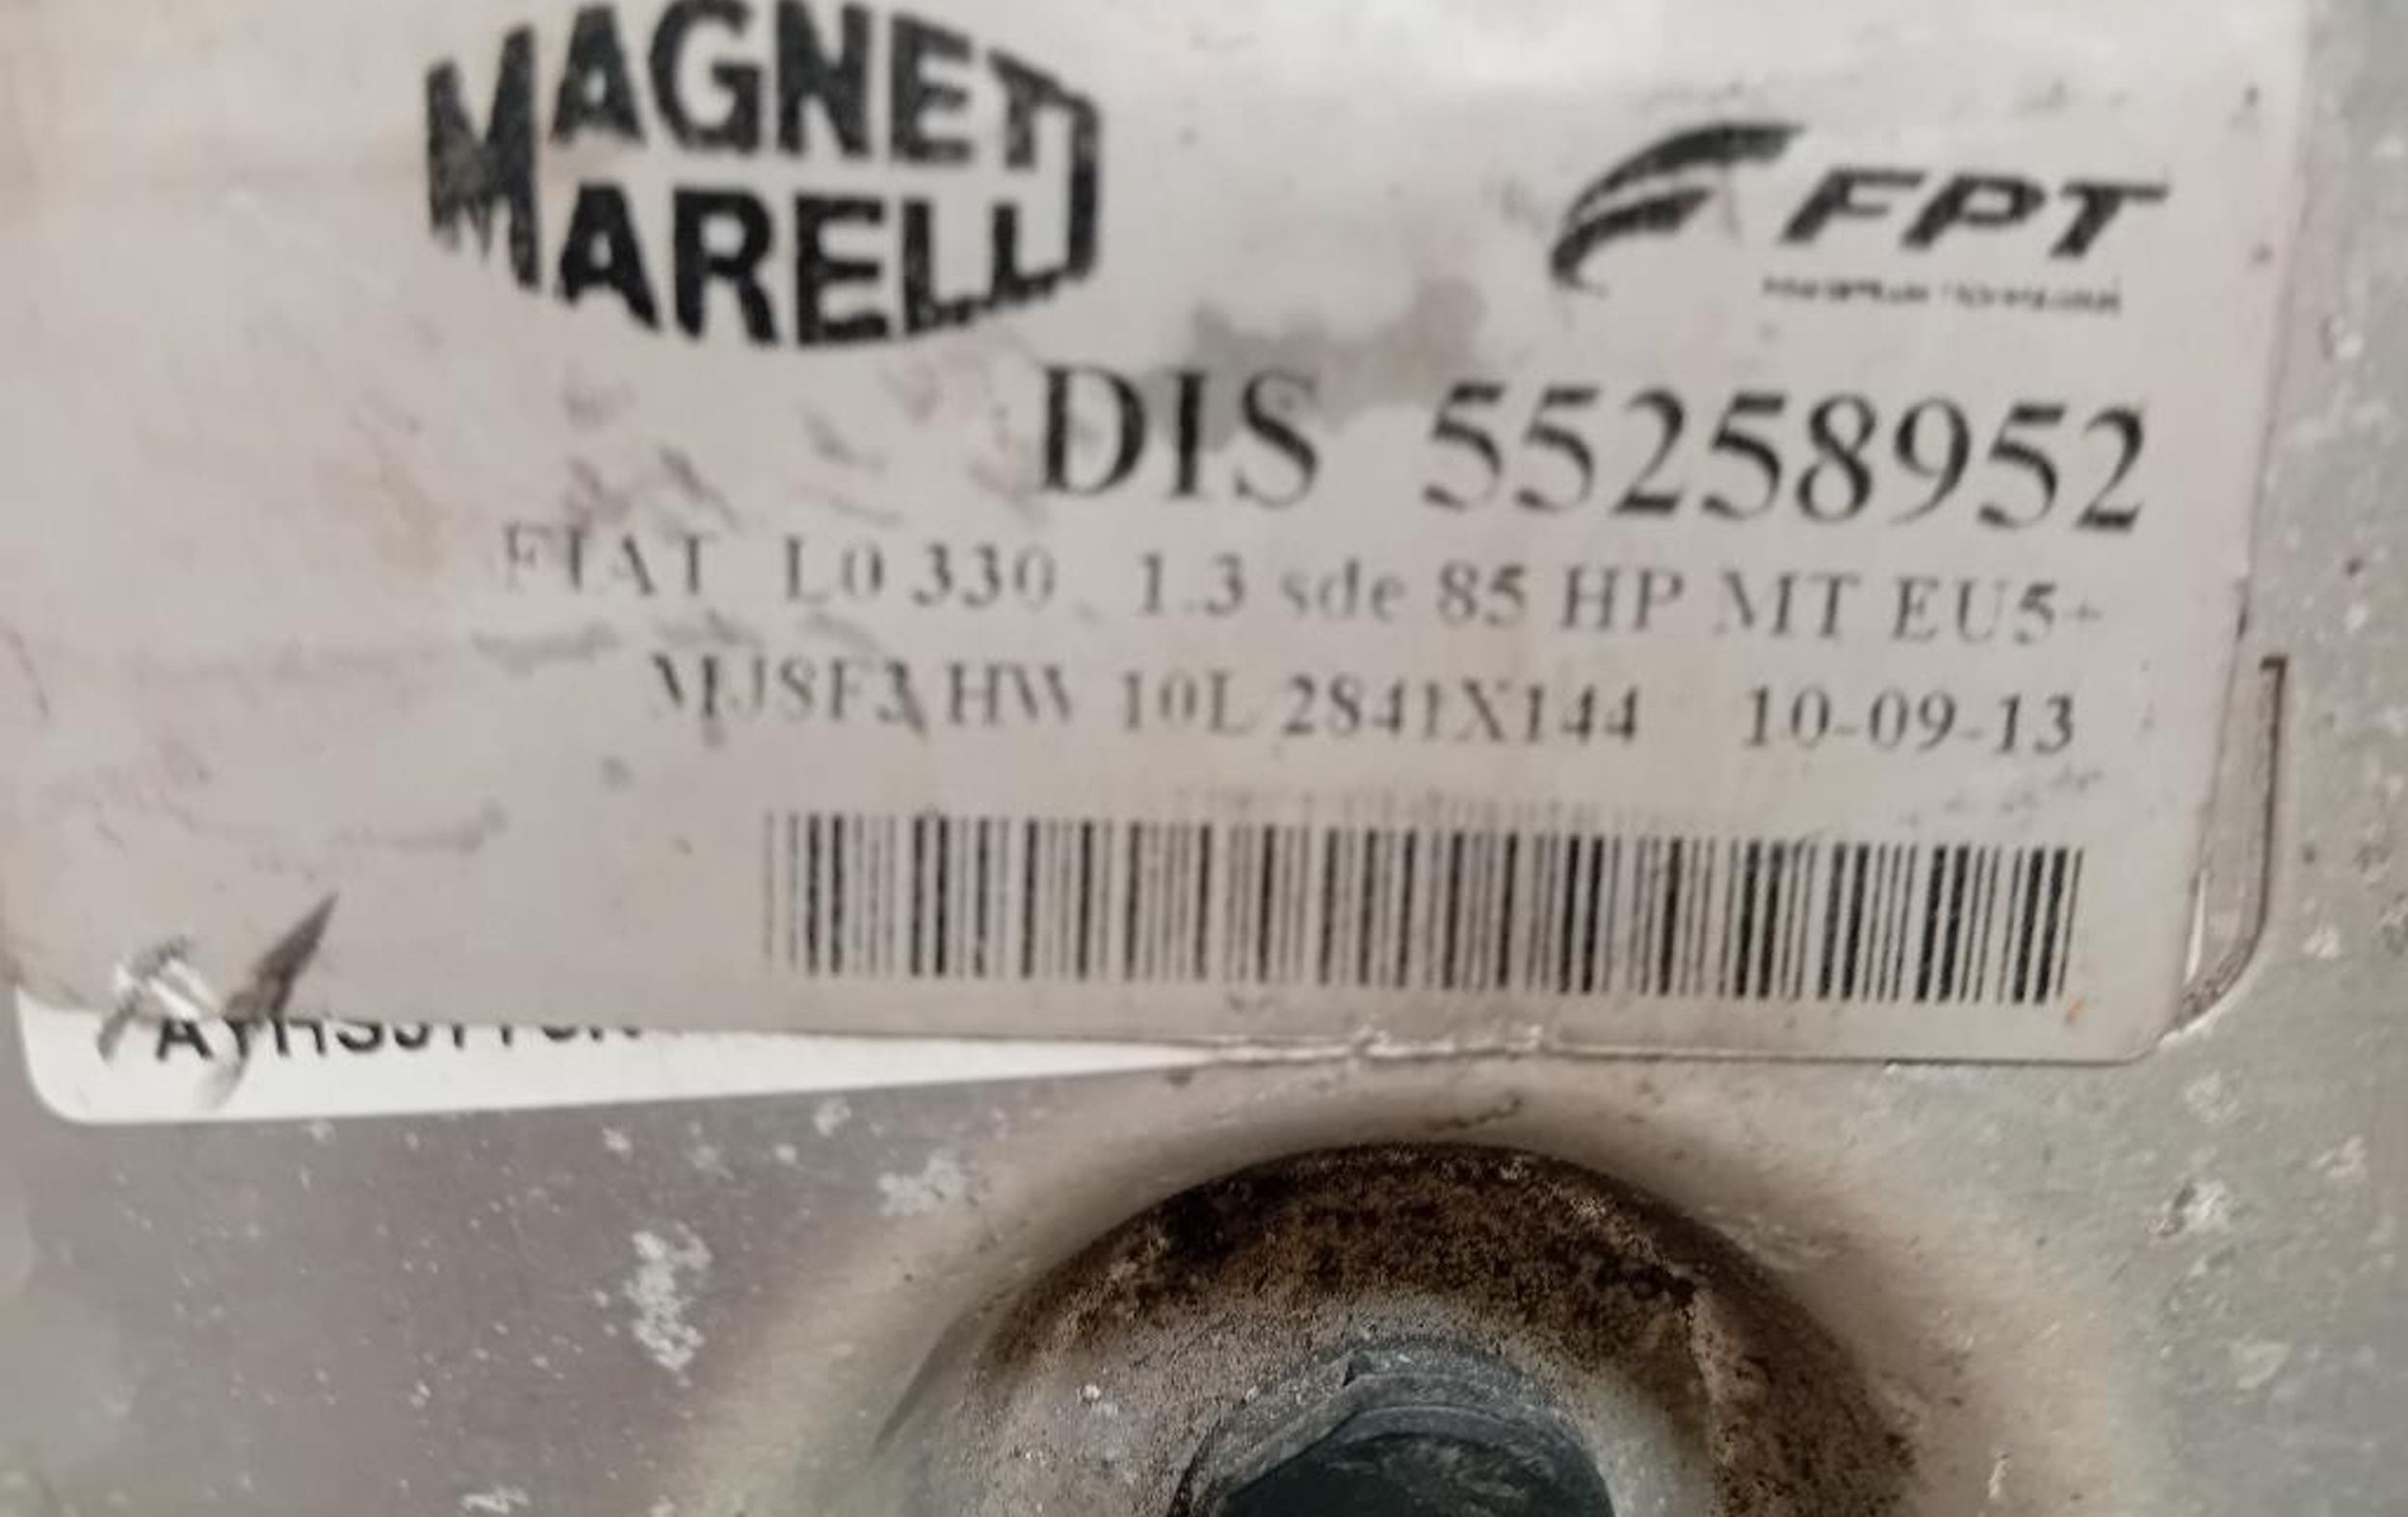 MAGNETI
MARELLI
FPT
DIS 55258952
FIAT L0 330 1.3 sde 85 HP MT EU5+
MJ8F3 HW 10L 2841X144 10-09-13